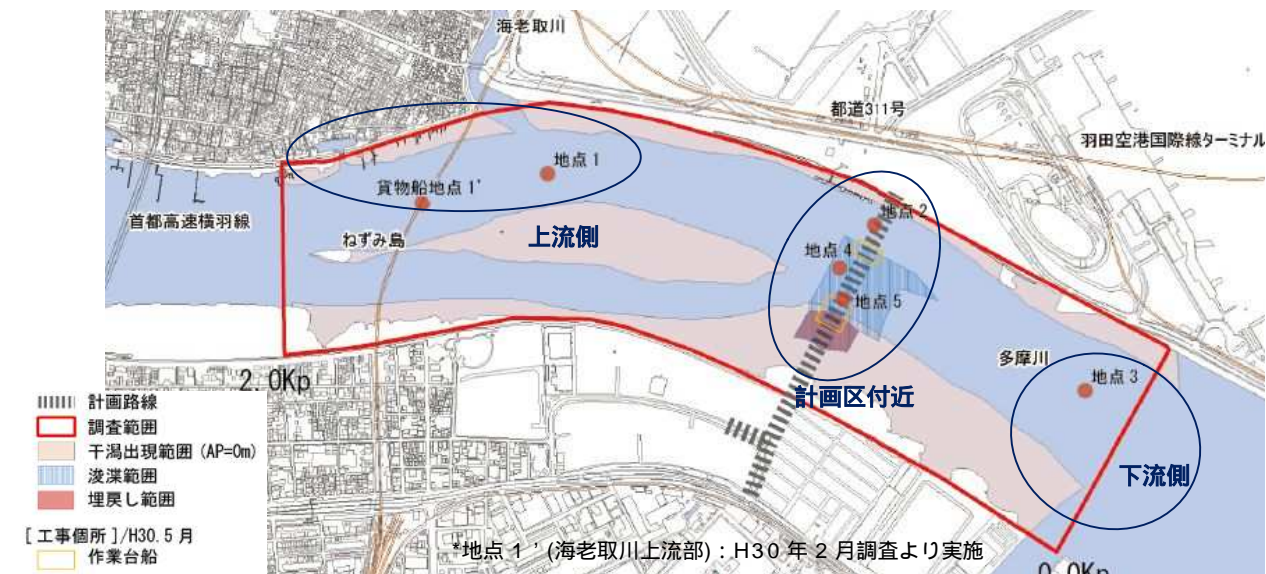 海老取川
都道311号
羽田空港国際線ターミナル
地点1
貨物船地点1'
首都高速横羽線
ねずみ島
上流側
地点2
地点4
地点5
多摩川
地点3
計画区付近
下流側
2.0Kp
計画路線
調査範囲
干潟出現範囲 (AP=0m)
浚渫範囲
埋戻し範囲
[工事個所]/H30.5月
作業台船
*地点1'(海老取川上流部):H30年2月調査より実施
0.0Kp